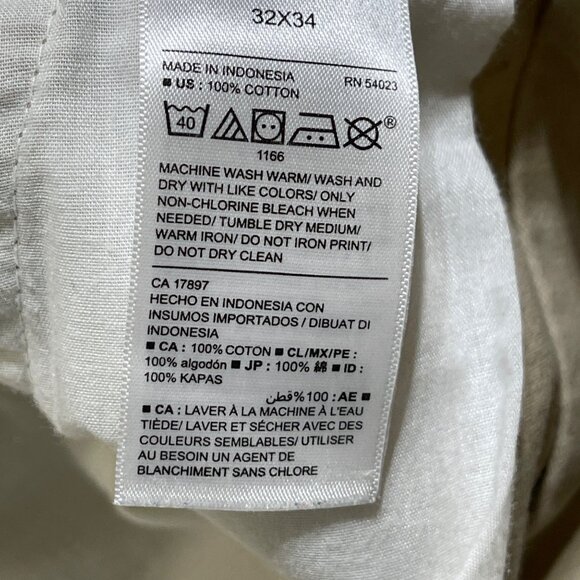 32X34
MADE IN INDONESIA RN 54023
■ US : 100% COTTON
40 ®
1166
MACHINE WASH WARM/ WASH AND
DRY WITH LIKE COLORS/ ONLY
NON-CHLORINE BLEACH WHEN
NEEDED/ TUMBLE DRY MEDIUM/
WARM IRON/ DO NOT IRON PRINT/
DO NOT DRY CLEAN
CA 17897
HECHO EN INDONESIA CON
INSUMOS IMPORTADOS / DIBUAT DI
INDONESIA
■ CA : 100% COTON ■ CL/MX/PE :
100% algodón ■ JP : 100% 綿 ■ ID :
100% KAPAS
■ AE : 100% قطن
■ CA : LAVER À LA MACHINE À L'EAU
TIÈDE/ LAVER ET SÉCHER AVEC DES
COULEURS SEMBLABLES/ UTILISER
AU BESOIN UN AGENT DE
BLANCHIMENT SANS CHLORE